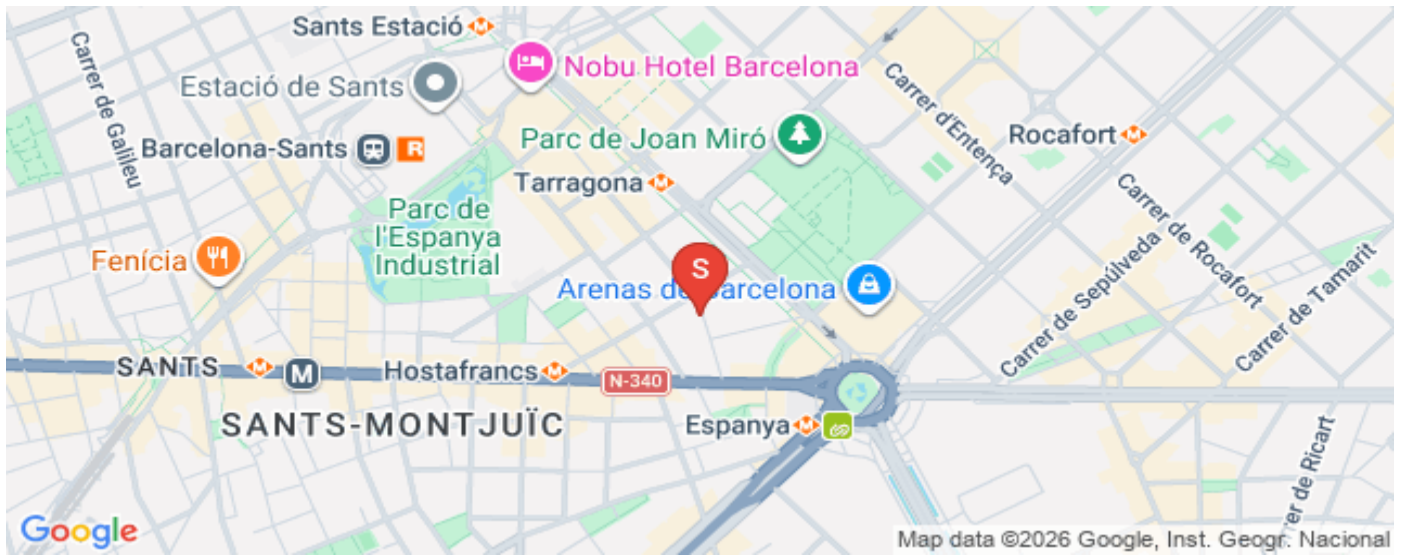 Sants Estació
Nobu Hotel Barcelona
Estació de Sants
Carrer de Galileu
Carrer d'Entença
Parc de Joan Miró
Rocafort
Barcelona-Sants
R
Tarragona
Parc de
l'Espanya
Industrial
Carrer de Rocafort
Carrer de Sepúlveda
Carrer de Tamarit
Fenícia
S
Arenas de Barcelona
SANTS
M
Hostafrancs
N-340
SANTS-MONTJUÏC
Espanya
er de Ricart
Google
Map data ©2026 Google, Inst. Geogr. Nacional